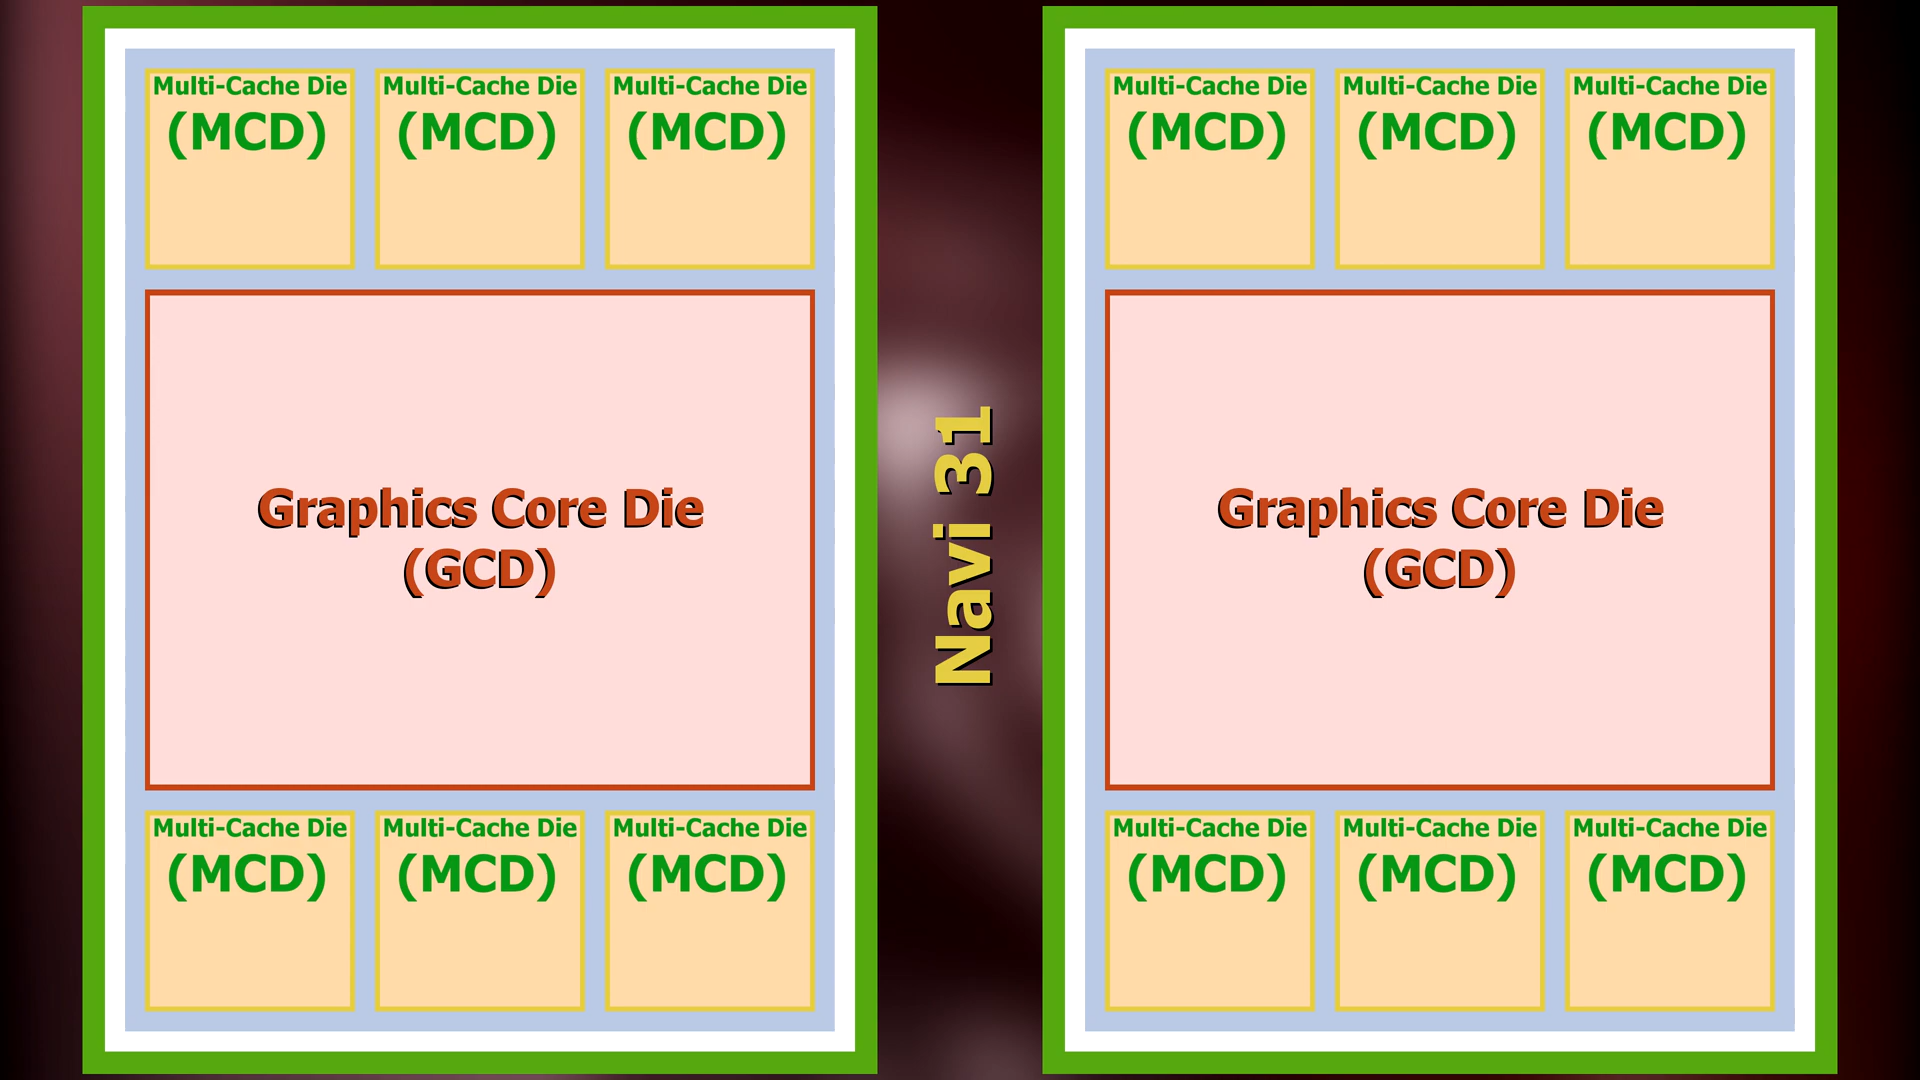 Multi-Cache Die
(MCD)
Multi-Cache Die
(MCD)
Multi-Cache Die
(MCD)
Graphics Core Die
(GCD)
Multi-Cache Die
(MCD)
Multi-Cache Die
(MCD)
Multi-Cache Die
(MCD)
Navi 31
Multi-Cache Die
(MCD)
Multi-Cache Die
(MCD)
Multi-Cache Die
(MCD)
Graphics Core Die
(GCD)
Multi-Cache Die
(MCD)
Multi-Cache Die
(MCD)
Multi-Cache Die
(MCD)